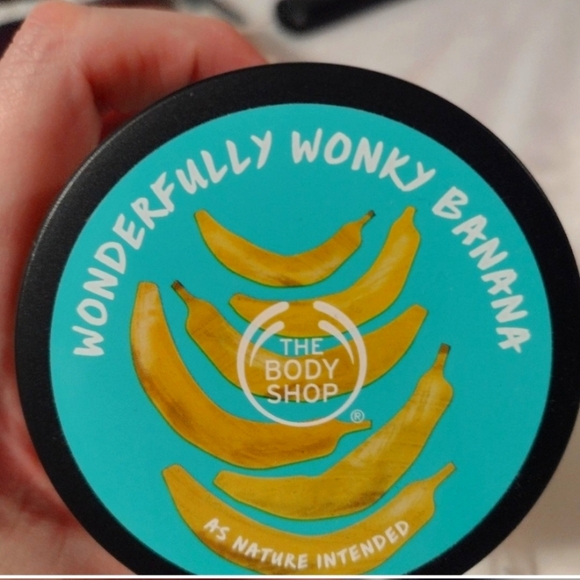 WONDERFULLY WONKY BANANA
THE
BODY
SHOP
®
AS NATURE INTENDED